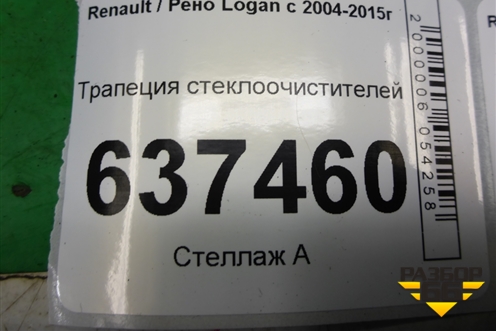 Renault / Рено Logan с 2004-2015г
Трапеция стеклоочистителей
637460
Стеллаж А
2000006054258
РАЗБОР